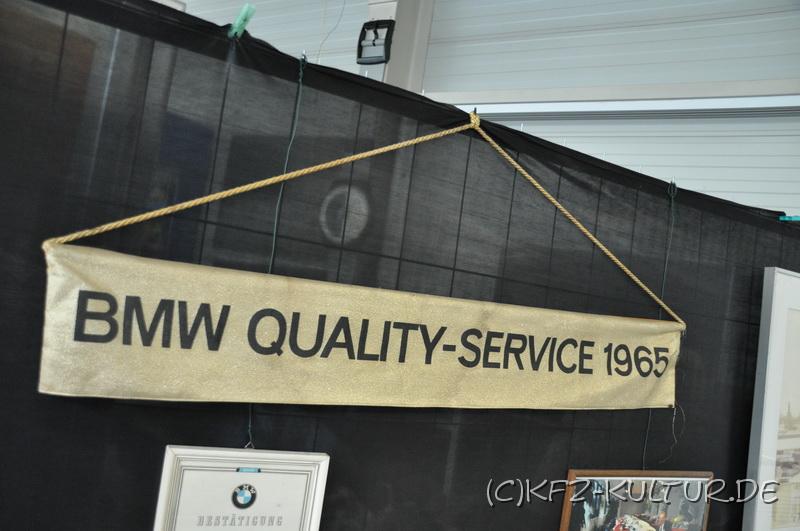 BMW QUALITY-SERVICE 1965
BMW
BESTÄTIGUNG
(C)KFZ-KULTUR.DE